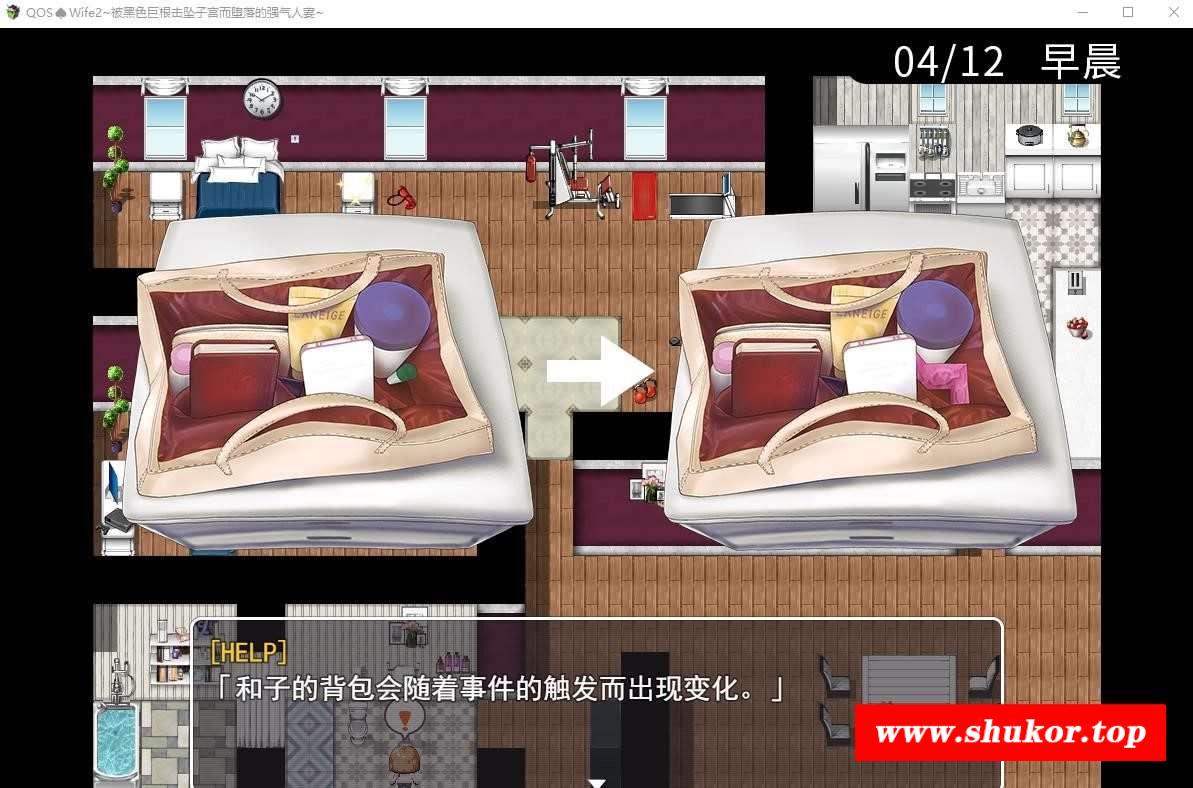 QOS♠Wife2~被黑色巨根击坠子宫而堕落的强气人妻~
04/12 早晨
LANEIGE
LANEIGE
[HELP]
「和子的背包会随着事件的触发而出现变化。」
www.shukor.top